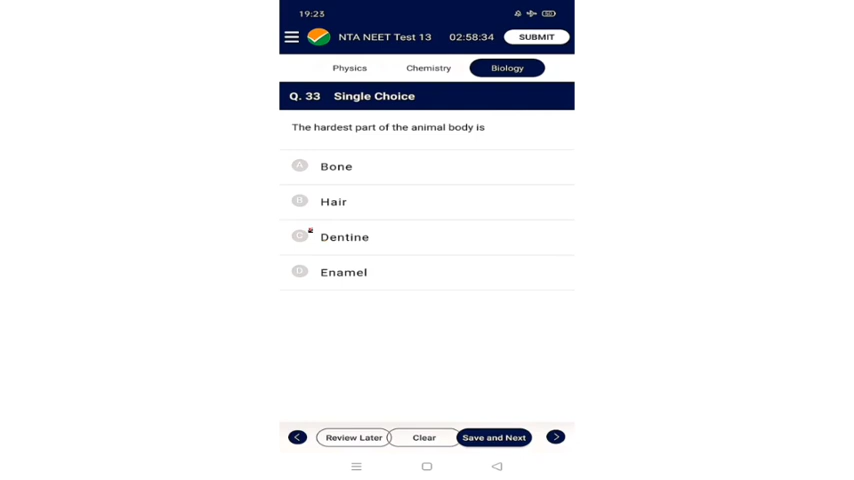 19:23
NTA NEET Test 13 02:58:34 SUBMIT
Physics Chemistry Biology
Q. 33 Single Choice
The hardest part of the animal body is
A Bone
B Hair
C Dentine
D Enamel
Review Later Clear Save and Next